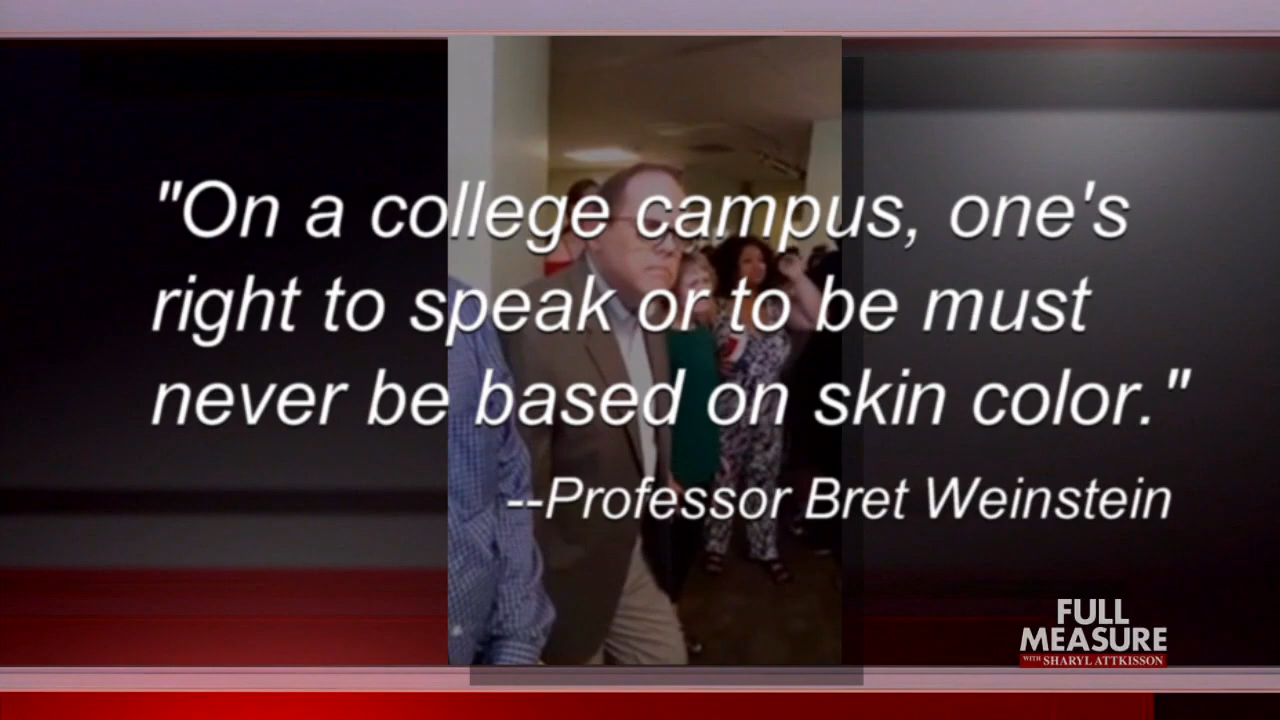 "On a college campus, one's
right to speak or to be must
never be based on skin color."
--Professor Bret Weinstein
FULL
MEASURE
WITH SHARYL ATTKISSON